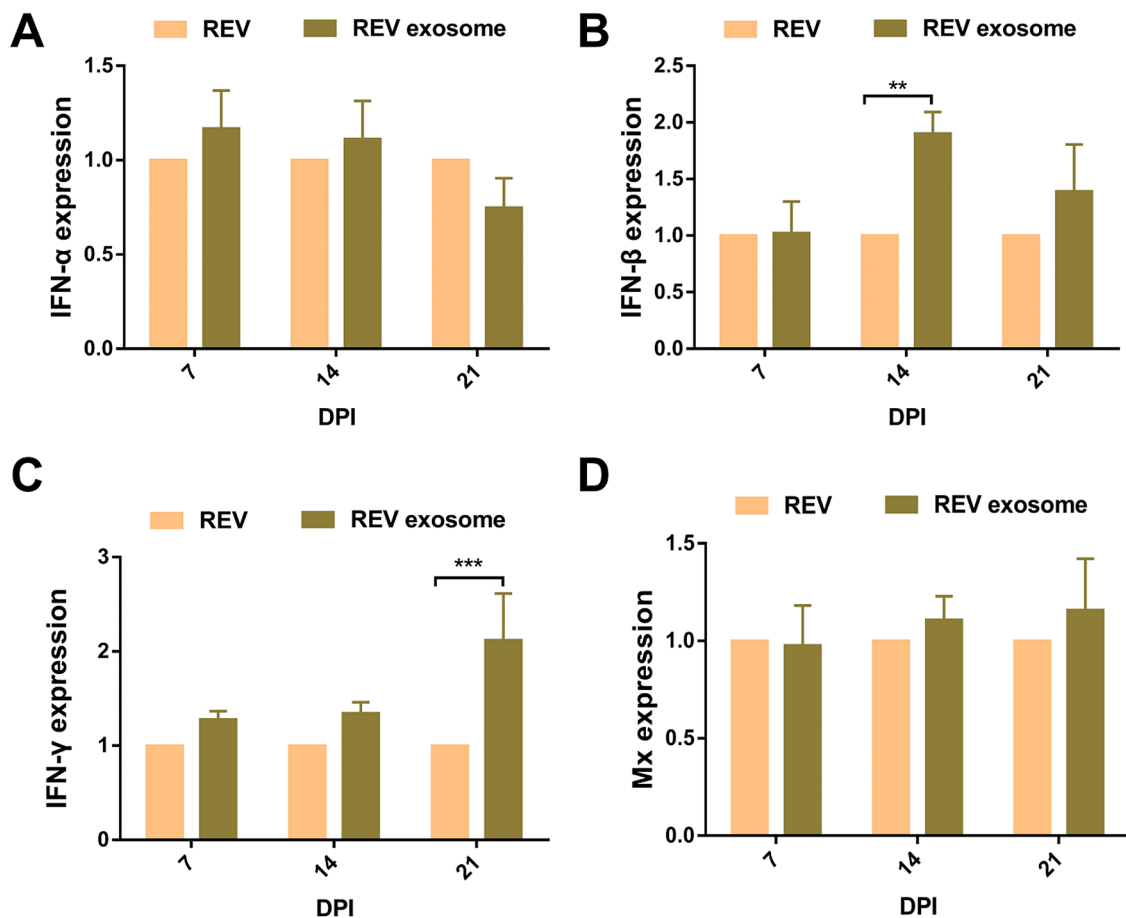 A
REV
REV exosome
IFN-α expression
1.5
1.0
0.5
0.0
7
14
21
DPI
B
REV
REV exosome
IFN-β expression
2.5
2.0
1.5
1.0
0.5
0.0
**
7
14
21
DPI
C
REV
REV exosome
IFN-γ expression
3
2
1
0
***
7
14
21
DPI
D
REV
REV exosome
Mx expression
1.5
1.0
0.5
0.0
7
14
21
DPI